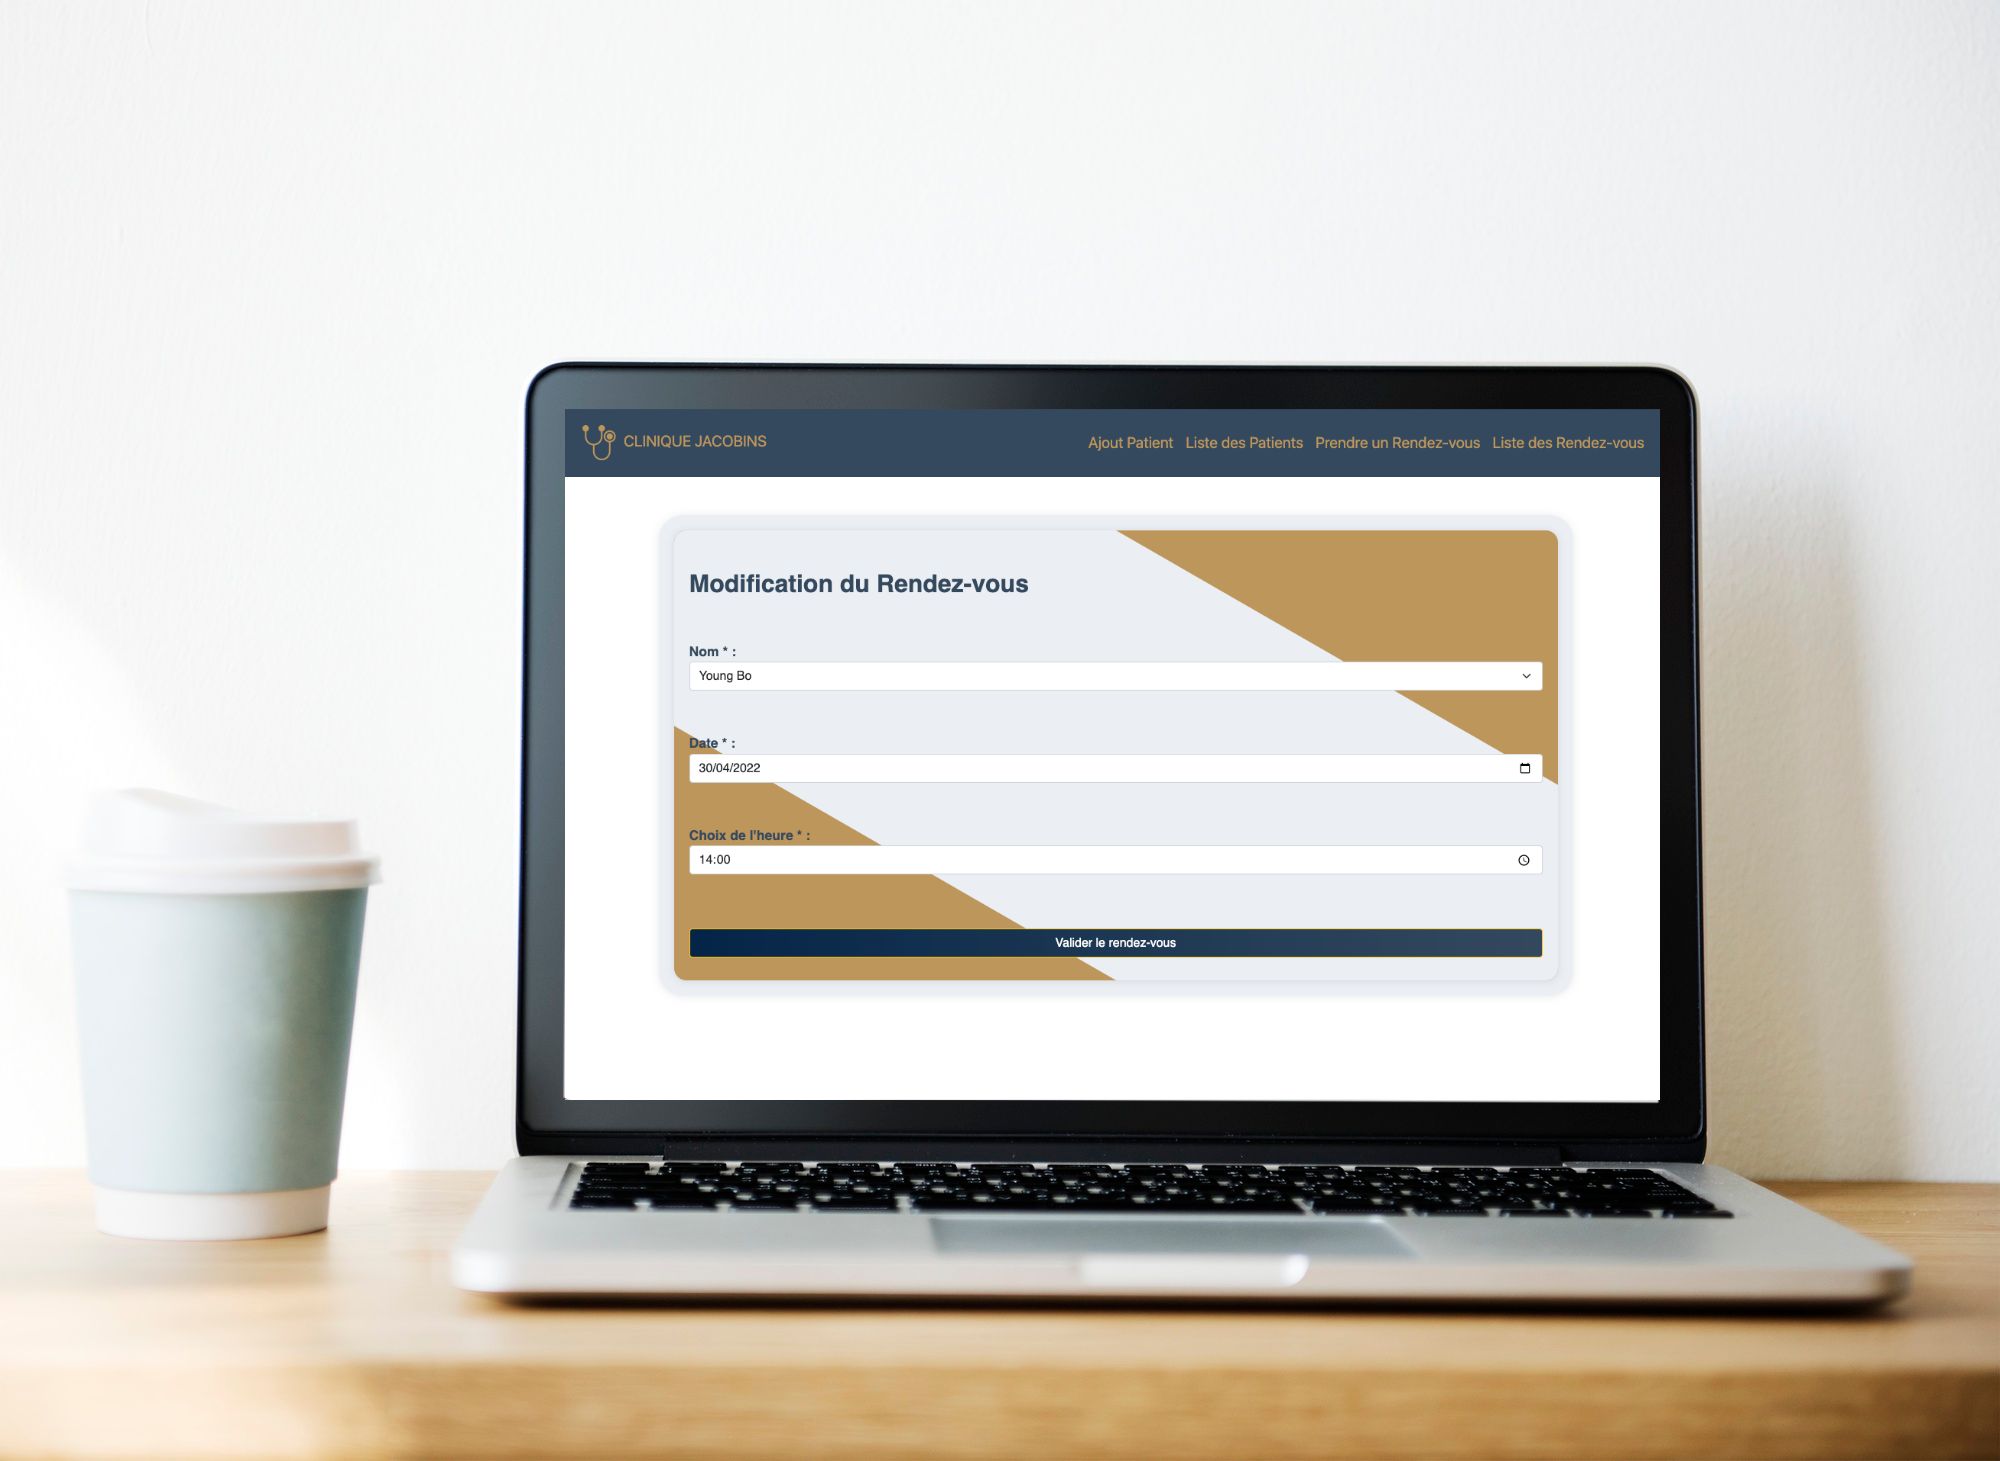 CLINIQUE JACOBINS
Ajout Patient Liste des Patients Prendre un Rendez-vous Liste des Rendez-vous
Modification du Rendez-vous
Nom * :
Young Bo
Date * :
30/04/2022
Choix de l'heure * :
14:00
Valider le rendez-vous